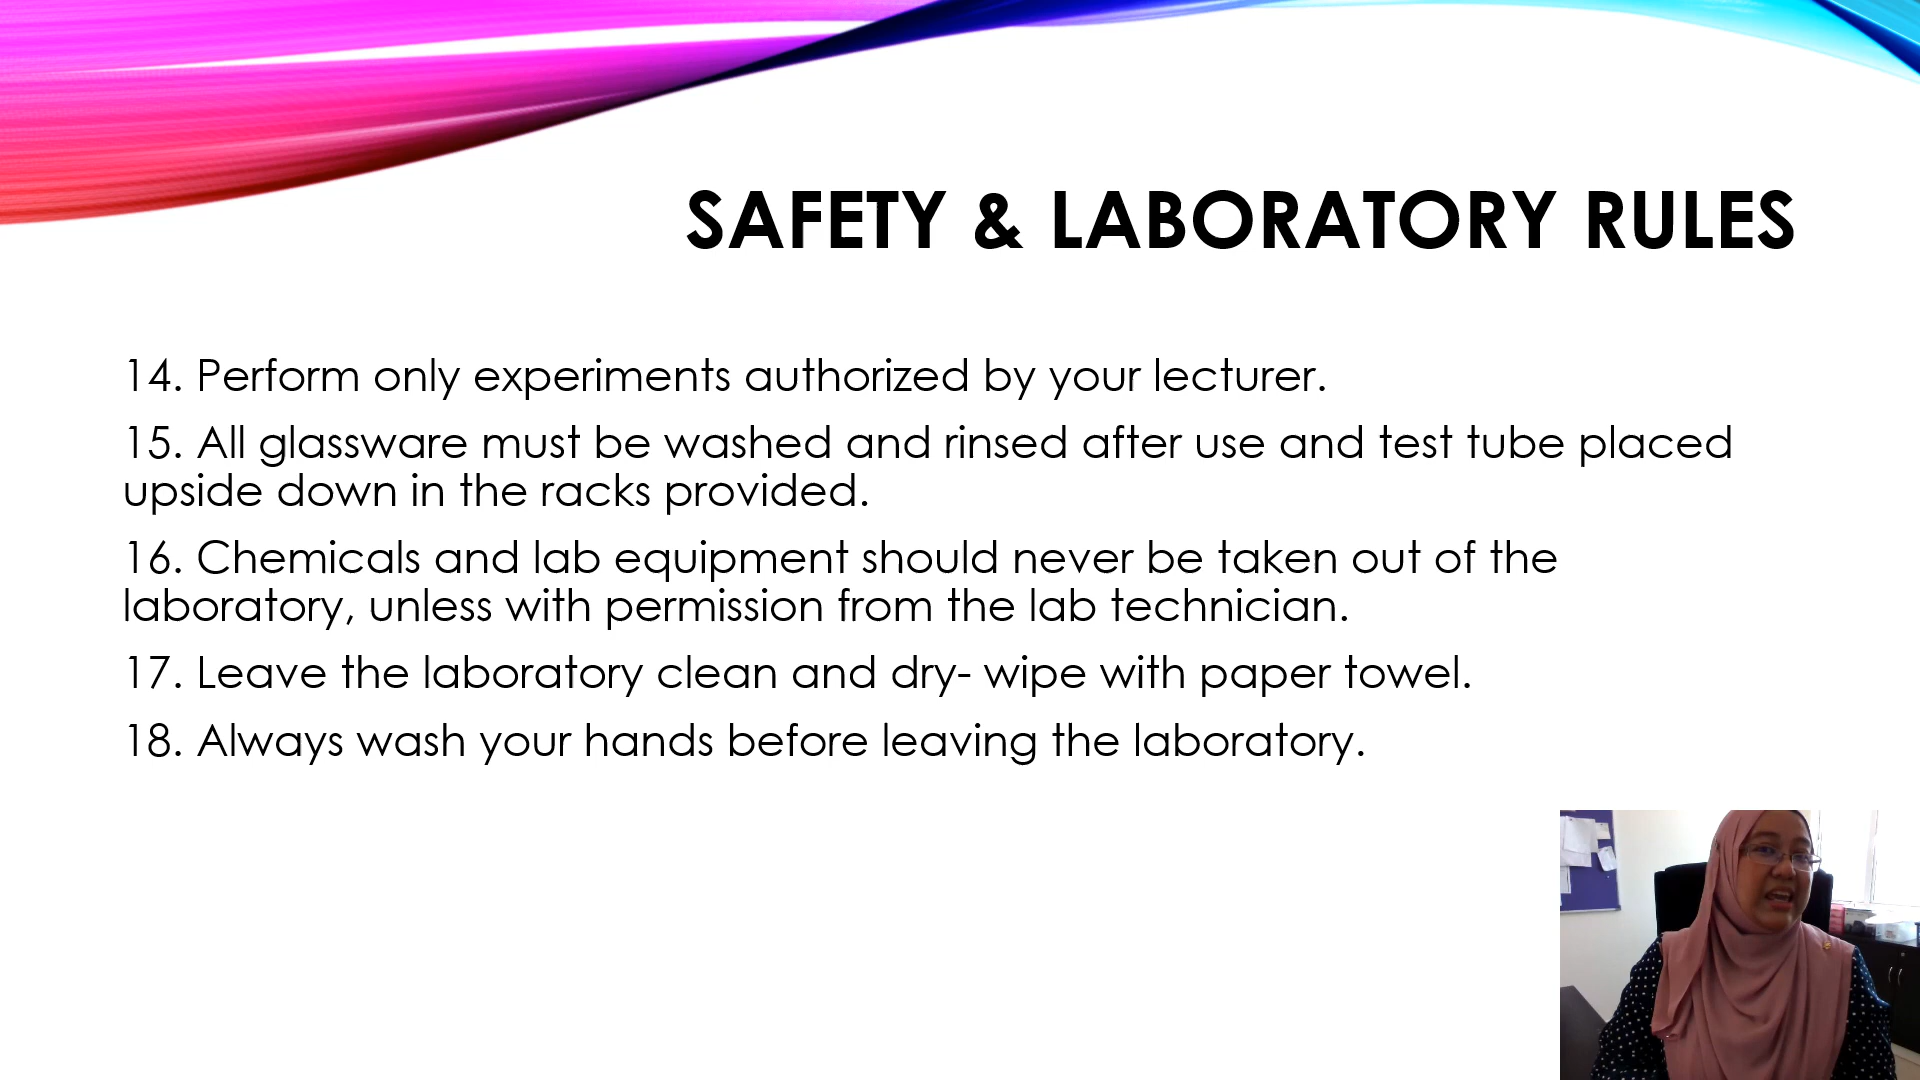 SAFETY & LABORATORY RULES
14. Perform only experiments authorized by your lecturer.
15. All glassware must be washed and rinsed after use and test tube placed
upside down in the racks provided.
16. Chemicals and lab equipment should never be taken out of the
laboratory, unless with permission from the lab technician.
17. Leave the laboratory clean and dry- wipe with paper towel.
18. Always wash your hands before leaving the laboratory.